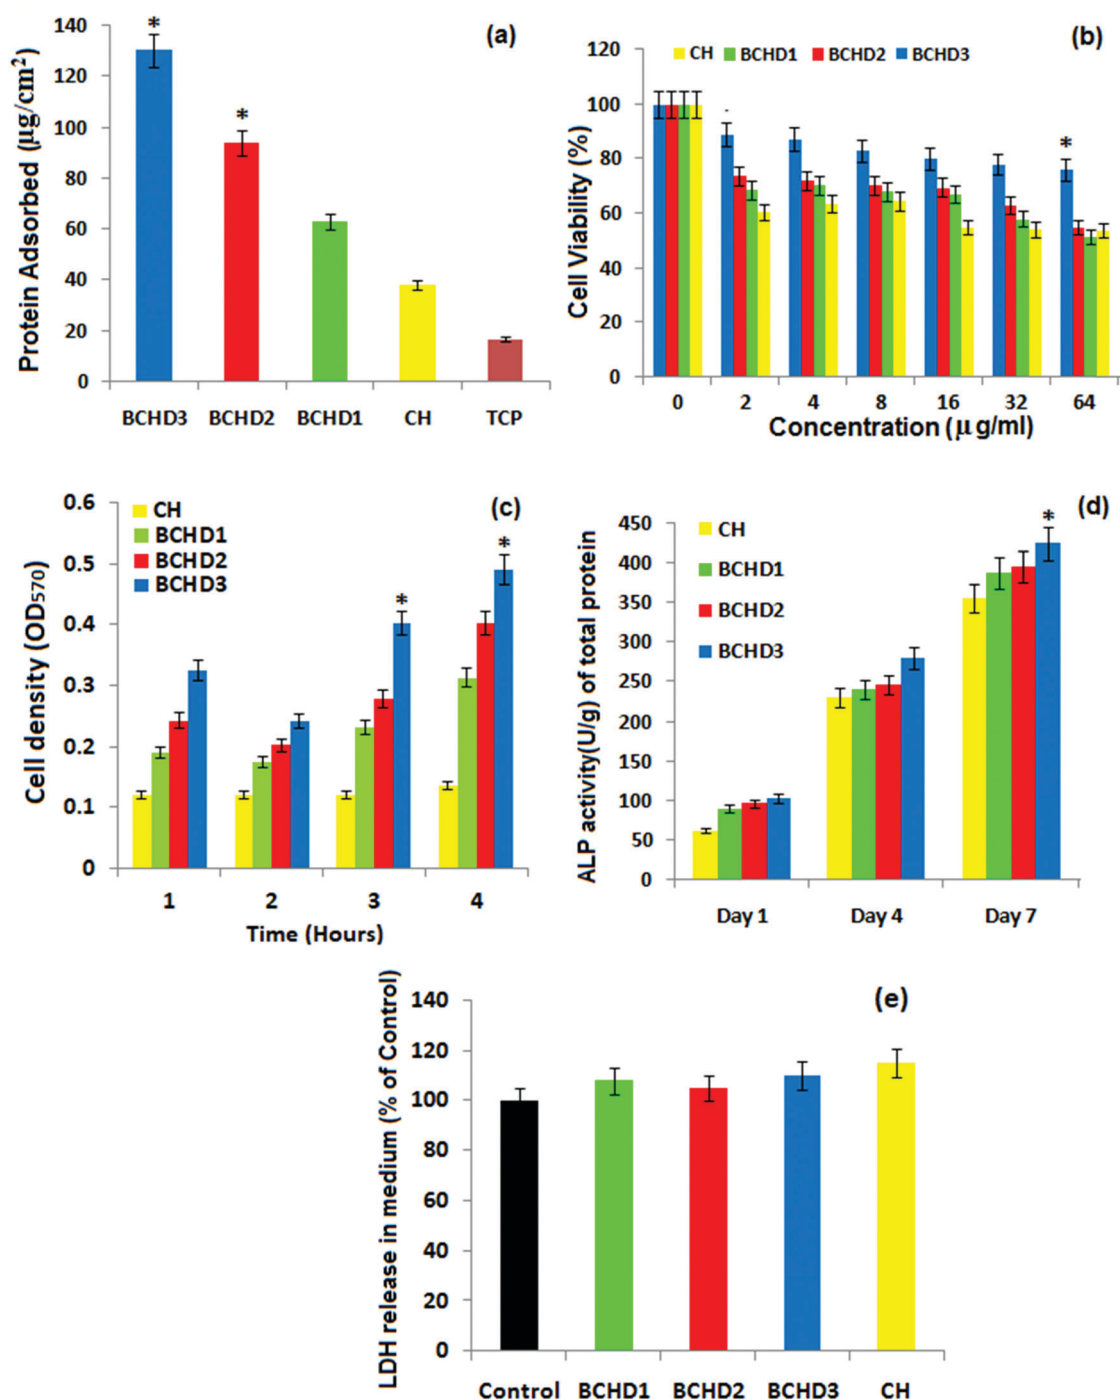 (a)
Protein Adsorbed (μg/cm²)
140
120
100
80
60
40
20
0
* *
BCHD3 BCHD2 BCHD1 CH TCP
(b)
CH BCHD1 BCHD2 BCHD3
Cell Viability (%)
120
100
80
60
40
20
0
*
0 2 4 8 16 32 64
Concentration (μ g/ml)
(c)
CH
BCHD1
BCHD2
BCHD3
Cell density (OD570)
0.6
0.5
0.4
0.3
0.2
0.1
0
* *
1 2 3 4
Time (Hours)
(d)
CH
BCHD1
BCHD2
BCHD3
ALP activity(U/g) of total protein
450
400
350
300
250
200
150
100
50
0
*
Day 1 Day 4 Day 7
(e)
LDH release in medium (% of Control)
140
120
100
80
60
40
20
0
Control BCHD1 BCHD2 BCHD3 CH